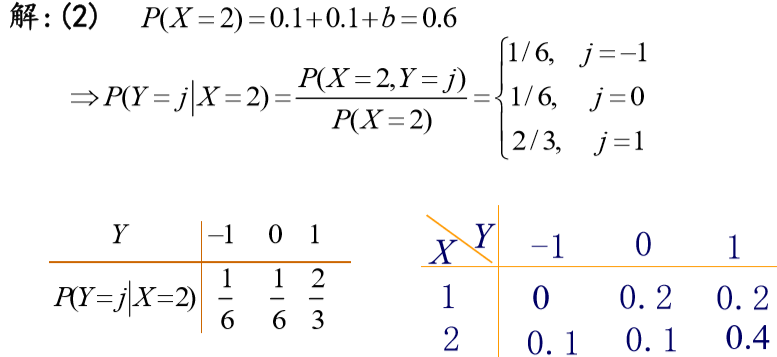 解：(2) P(X=2)=0.1+0.1+b=0.6
⇒P(Y=j|X=2)=P(X=2,Y=j)/P(X=2)={1/6, j=−1
1/6, j=0
2/3, j=1
Y −1 0 1
P(Y=j|X=2) 1/6 1/6 2/3
X Y −1 0 1
1 0 0.2 0.2
2 0.1 0.1 0.4